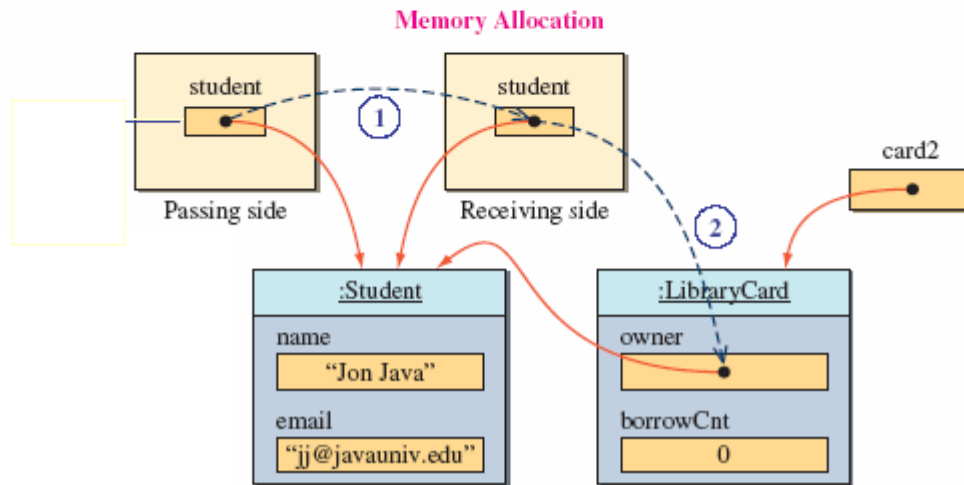 Memory Allocation
student
student
1
card2
Passing side
Receiving side
2
:Student
:LibraryCard
name
owner
“Jon Java”
email
borrowCnt
“jj@javauniv.edu”
0